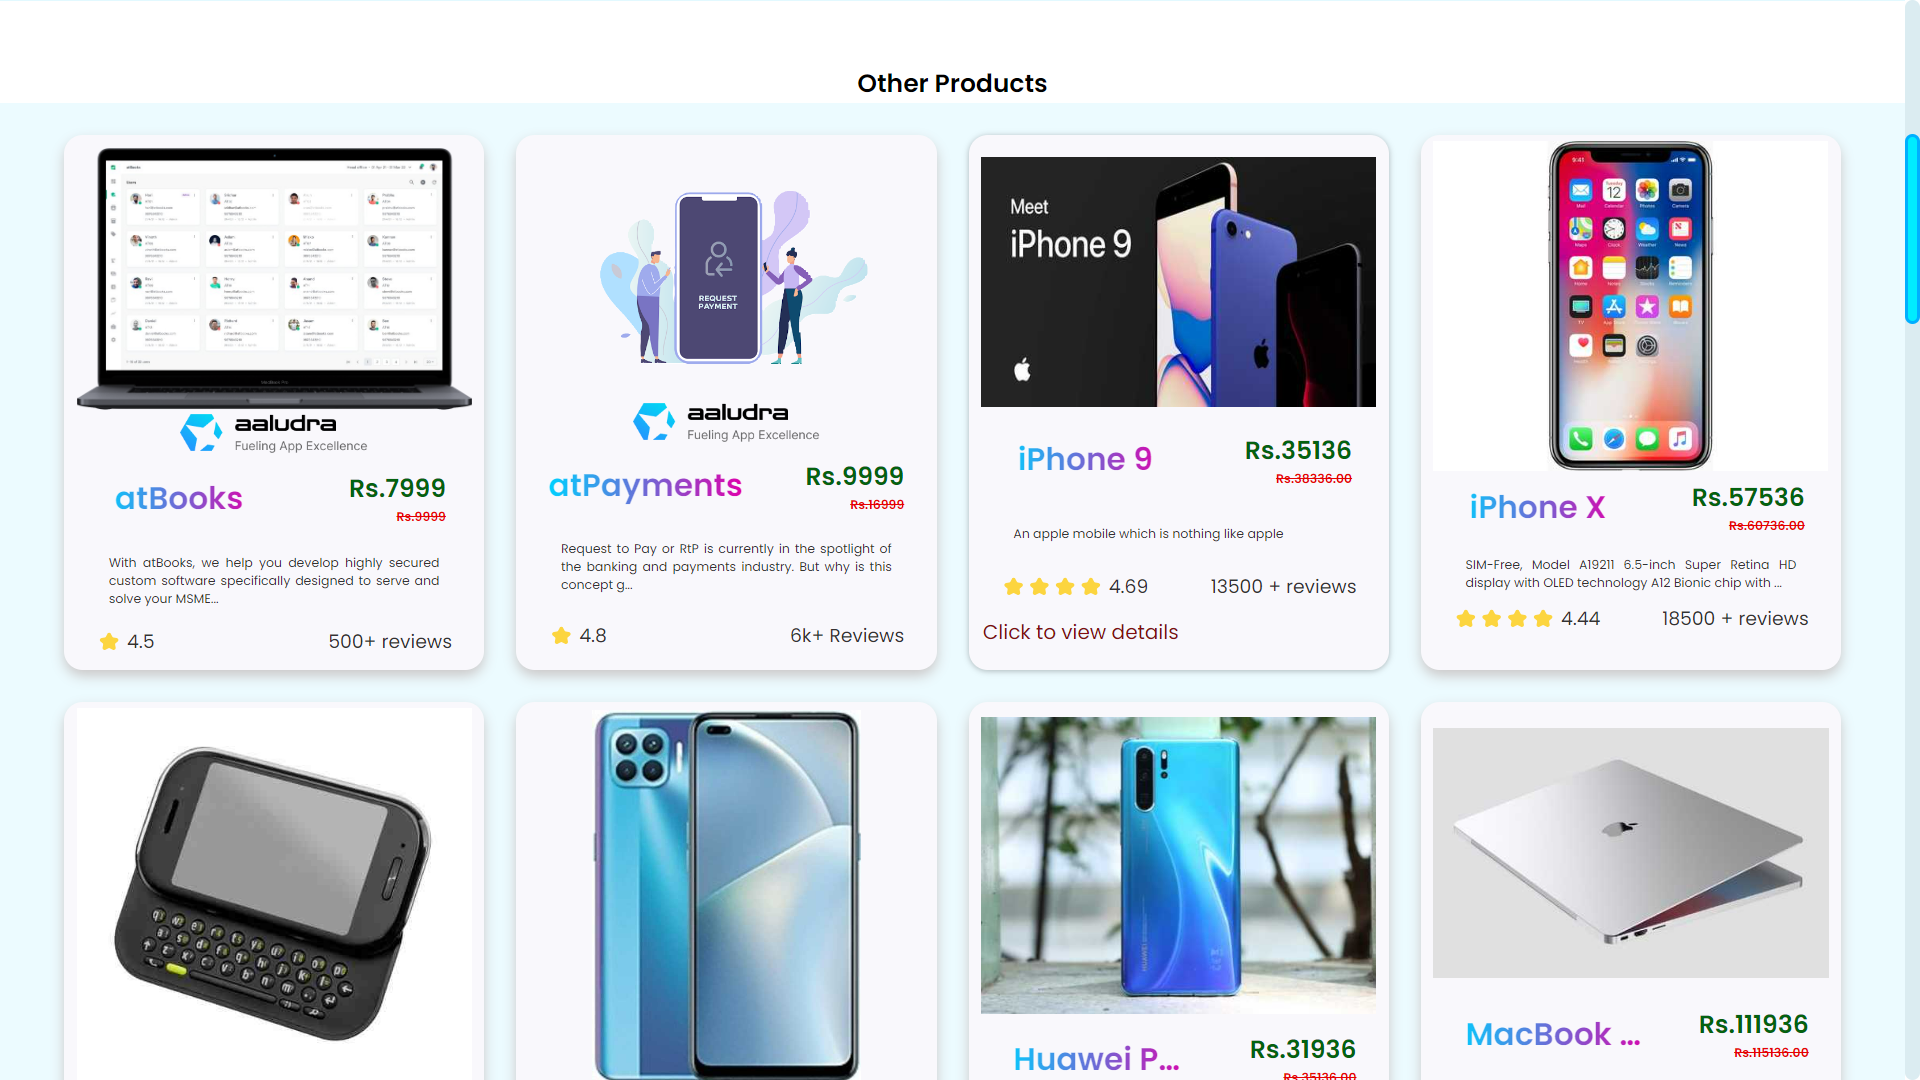 Other Products
atBooks
aaludra
Fueling App Excellence
atBooks
Rs.7999
Rs.9999
With atBooks, we help you develop highly secured
custom software specifically designed to serve and
solve your MSME...
4.5
500+ reviews
REQUEST
PAYMENT
aaludra
Fueling App Excellence
atPayments
Rs.9999
Rs.16999
Request to Pay or RtP is currently in the spotlight of
the banking and payments industry. But why is this
concept g...
4.8
6k+ Reviews
Meet
iPhone 9
iPhone 9
Rs.35136
Rs.38336.00
An apple mobile which is nothing like apple
4.69
13500 + reviews
Click to view details
9:41
12
iPhone X
Rs.57536
Rs.60736.00
SIM-Free, Model A19211 6.5-inch Super Retina HD
display with OLED technology A12 Bionic chip with ...
4.44
18500 + reviews
Huawei P...
Rs.31936
Rs.35136.00
MacBook ...
Rs.111936
Rs.115136.00